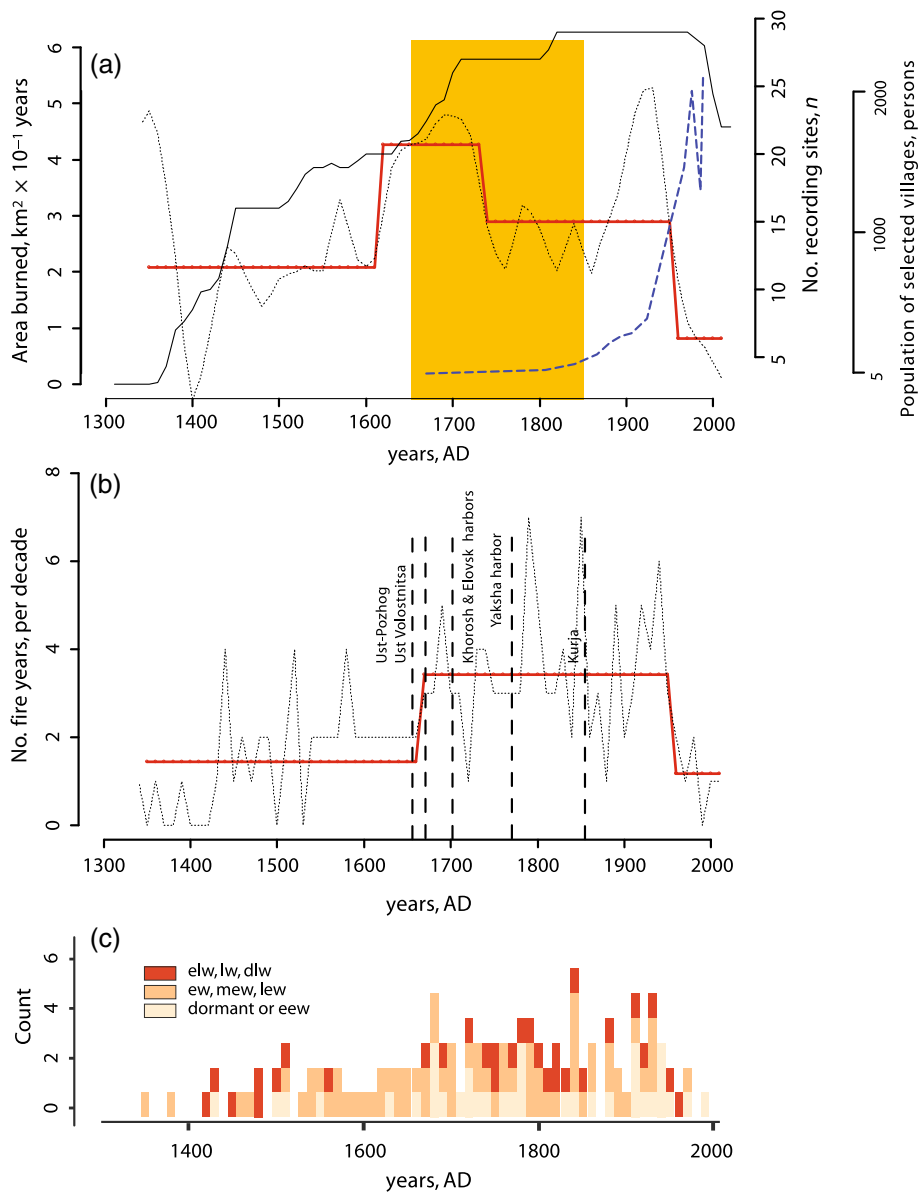 (a)
Area burned, km² × 10⁻¹ years
0 1 2 3 4 5 6
No. recording sites, n
5 10 15 20 25 30
Population of selected villages, persons
5 1000 2000
1300 1400 1500 1600 1700 1800 1900 2000
years, AD
(b)
No. fire years, per decade
0 2 4 6 8
Ust-Pozhog
Ust Volostnitsa
Khorosh & Elovsk harbors
Yaksha harbor
Kurja
1300 1400 1500 1600 1700 1800 1900 2000
years, AD
(c)
Count
0 2 4 6
elw, lw, dlw
ew, mew, lew
dormant or eew
1400 1600 1800 2000
years, AD